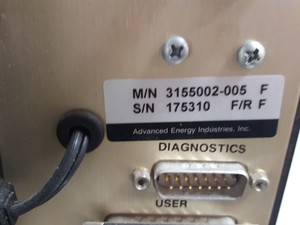 M/N 3155002-005 F
S/N 175310 F/R F
Advanced Energy Industries, Inc.
DIAGNOSTICS
USER